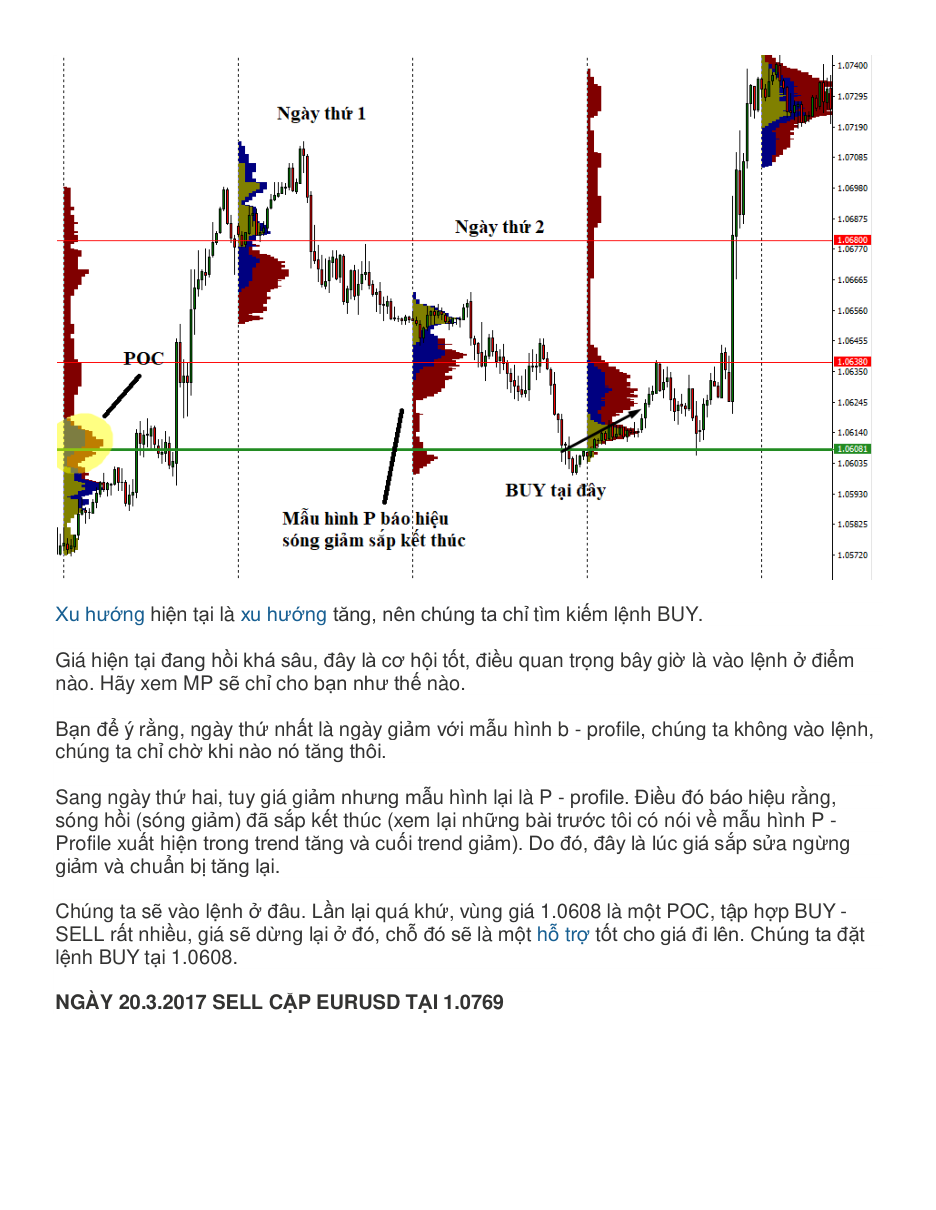 1.07400
1.07295
Ngày thứ 1
1.07190
1.07085
1.06980
1.06875
Ngày thứ 2
1.06800
1.06770
1.06665
1.06560
1.06455
POC
1.06380
1.06350
1.06245
1.06140
1.06081
1.06035
BUY tại đây
1.05930
Mẫu hình P báo hiệu
1.05825
sóng giảm sắp kết thúc
1.05720
Xu hướng hiện tại là xu hướng tăng, nên chúng ta chỉ tìm kiếm lệnh BUY.
Giá hiện tại đang hồi khá sâu, đây là cơ hội tốt, điều quan trọng bây giờ là vào lệnh ở điểm
nào. Hãy xem MP sẽ chỉ cho bạn như thế nào.
Bạn để ý rằng, ngày thứ nhất là ngày giảm với mẫu hình b - profile, chúng ta không vào lệnh,
chúng ta chỉ chờ khi nào nó tăng thôi.
Sang ngày thứ hai, tuy giá giảm nhưng mẫu hình lại là P - profile. Điều đó báo hiệu rằng,
sóng hồi (sóng giảm) đã sắp kết thúc (xem lại những bài trước tôi có nói về mẫu hình P -
Profile xuất hiện trong trend tăng và cuối trend giảm). Do đó, đây là lúc giá sắp sửa ngừng
giảm và chuẩn bị tăng lại.
Chúng ta sẽ vào lệnh ở đâu. Lần lại quá khứ, vùng giá 1.0608 là một POC, tập hợp BUY -
SELL rất nhiều, giá sẽ dừng lại ở đó, chỗ đó sẽ là một hỗ trợ tốt cho giá đi lên. Chúng ta đặt
lệnh BUY tại 1.0608.
NGÀY 20.3.2017 SELL CẶP EURUSD TẠI 1.0769